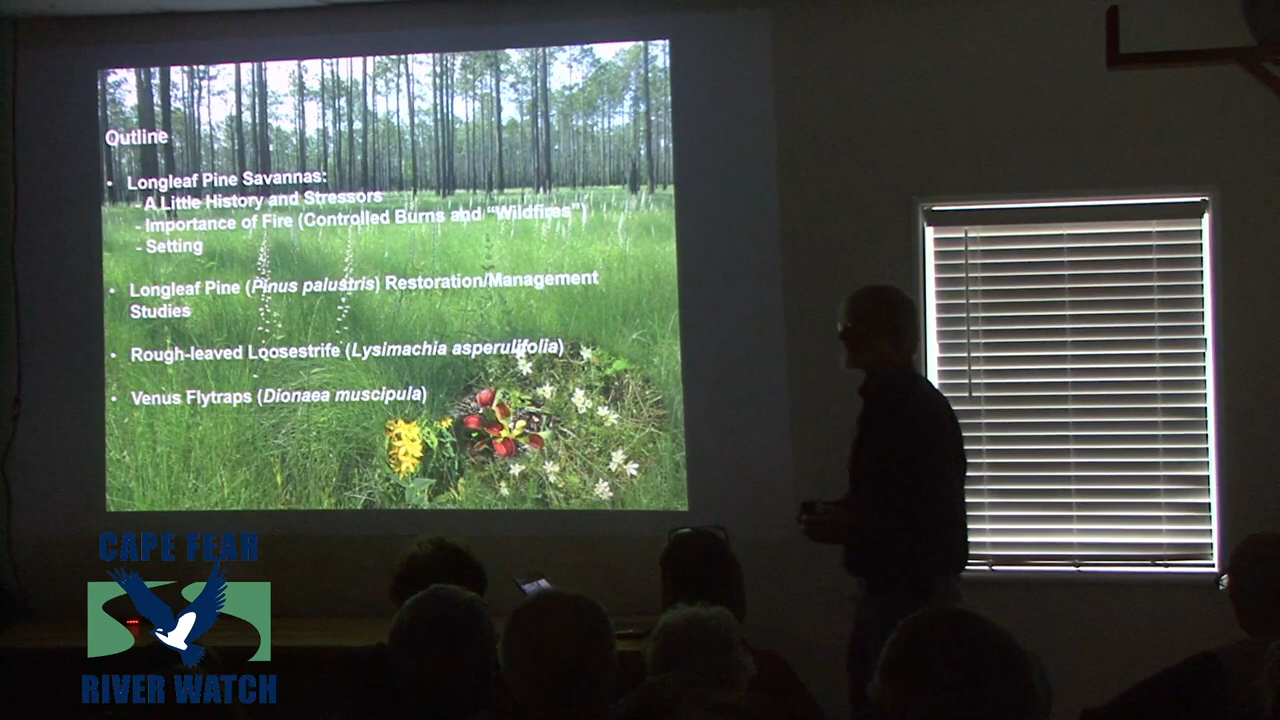 Outline
• Longleaf Pine Savannas:
- A Little History and Stressors
- Importance of Fire (Controlled Burns and “Wildfires”)
- Setting
• Longleaf Pine (Pinus palustris) Restoration/Management
Studies
• Rough-leaved Loosestrife (Lysimachia asperulifolia)
• Venus Flytraps (Dionaea muscipula)
CAPE FEAR
RIVER WATCH